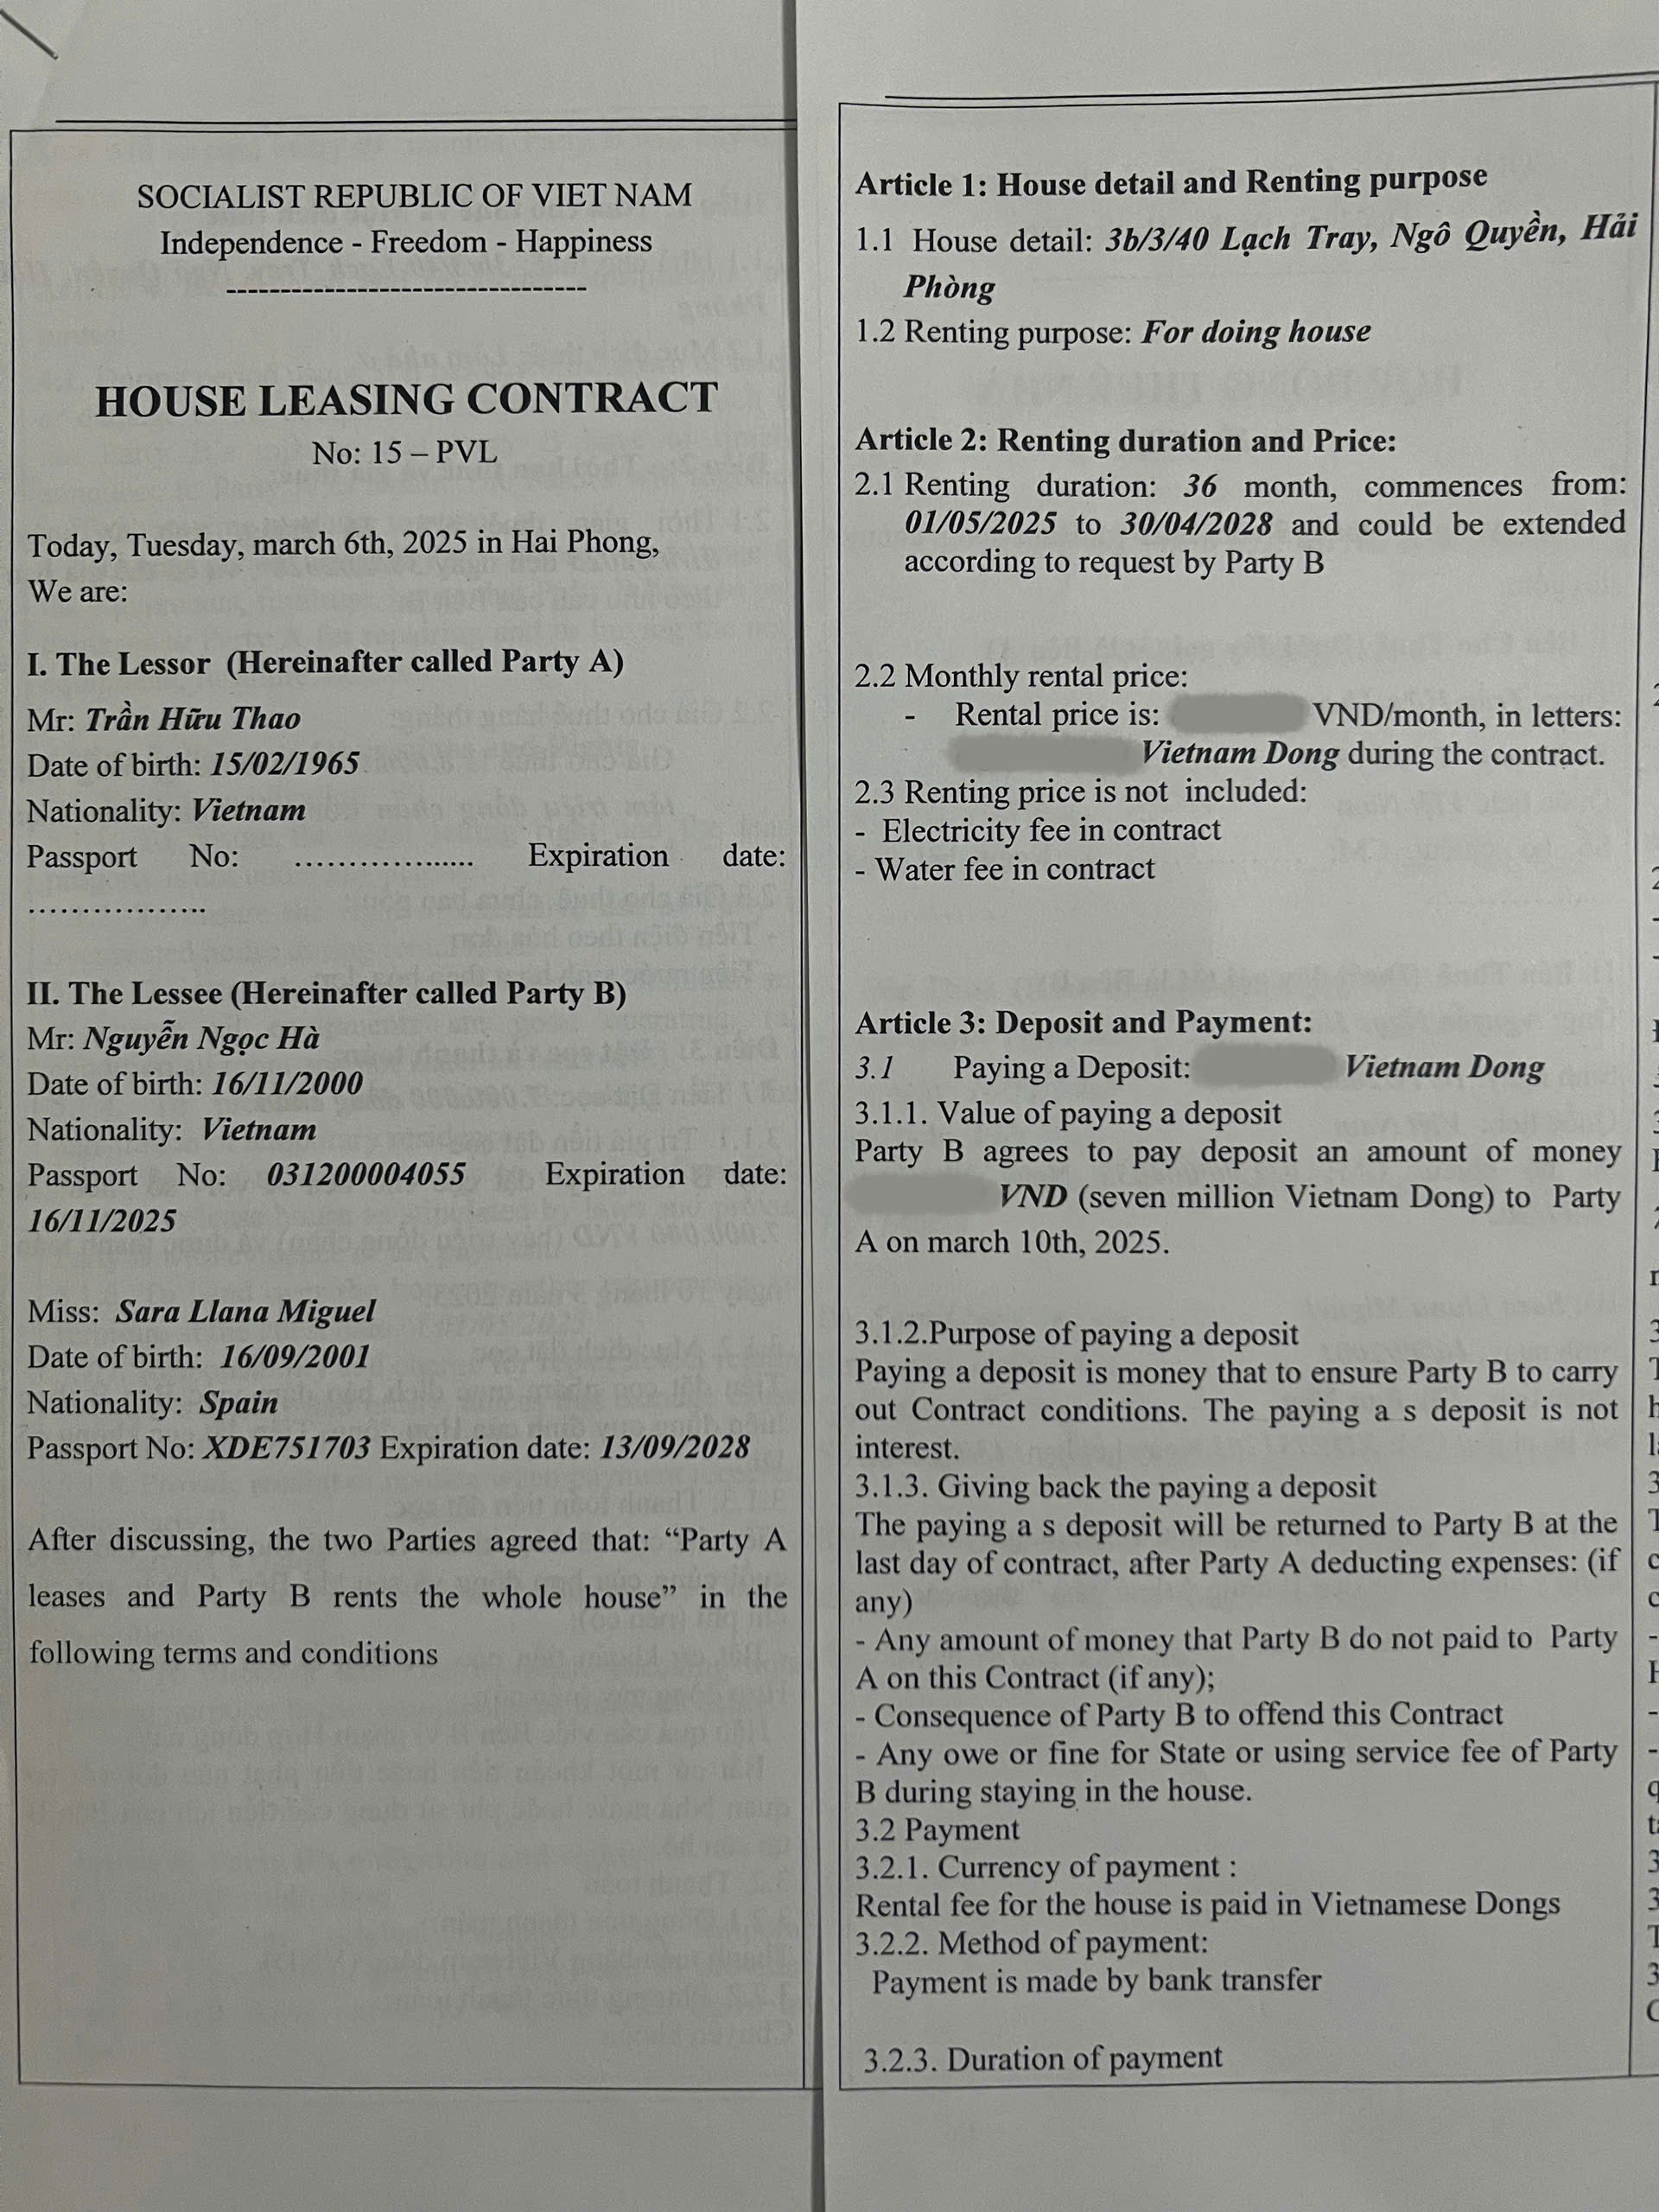 SOCIALIST REPUBLIC OF VIET NAM
Independence - Freedom - Happiness
---------------------------------
HOUSE LEASING CONTRACT
No: 15 – PVL
Today, Tuesday, march 6th, 2025 in Hai Phong,
We are:
I. The Lessor (Hereinafter called Party A)
Mr: Trần Hữu Thao
Date of birth: 15/02/1965
Nationality: Vietnam
Passport No: ………………… Expiration date:
………………..
II. The Lessee (Hereinafter called Party B)
Mr: Nguyễn Ngọc Hà
Date of birth: 16/11/2000
Nationality: Vietnam
Passport No: 031200004055 Expiration date:
16/11/2025
Miss: Sara Llana Miguel
Date of birth: 16/09/2001
Nationality: Spain
Passport No: XDE751703 Expiration date: 13/09/2028
After discussing, the two Parties agreed that: “Party A
leases and Party B rents the whole house” in the
following terms and conditions
Article 1: House detail and Renting purpose
1.1 House detail: 3b/3/40 Lạch Tray, Ngô Quyền, Hải
Phòng
1.2 Renting purpose: For doing house
Article 2: Renting duration and Price:
2.1 Renting duration: 36 month, commences from:
01/05/2025 to 30/04/2028 and could be extended
according to request by Party B
2.2 Monthly rental price:
- Rental price is: VND/month, in letters:
Vietnam Dong during the contract.
2.3 Renting price is not included:
- Electricity fee in contract
- Water fee in contract
Article 3: Deposit and Payment:
3.1 Paying a Deposit: Vietnam Dong
3.1.1. Value of paying a deposit
Party B agrees to pay deposit an amount of money
VND (seven million Vietnam Dong) to Party
A on march 10th, 2025.
3.1.2.Purpose of paying a deposit
Paying a deposit is money that to ensure Party B to carry
out Contract conditions. The paying a s deposit is not
interest.
3.1.3. Giving back the paying a deposit
The paying a s deposit will be returned to Party B at the
last day of contract, after Party A deducting expenses: (if
any)
- Any amount of money that Party B do not paid to Party
A on this Contract (if any);
- Consequence of Party B to offend this Contract
- Any owe or fine for State or using service fee of Party
B during staying in the house.
3.2 Payment
3.2.1. Currency of payment :
Rental fee for the house is paid in Vietnamese Dongs
3.2.2. Method of payment:
Payment is made by bank transfer
3.2.3. Duration of payment